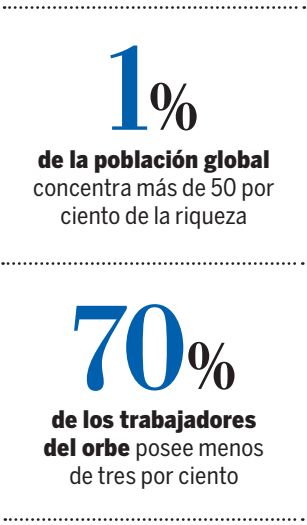 1%
de la población global
concentra más de 50 por
ciento de la riqueza
70%
de los trabajadores
del orbe posee menos
de tres por ciento